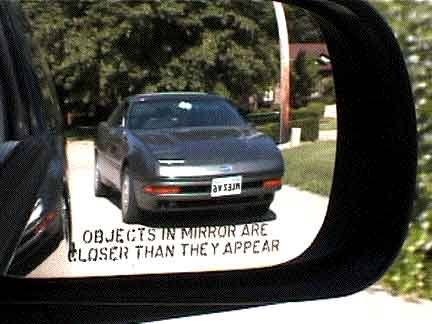 OBJECTS IN MIRROR ARE
CLOSER THAN THEY APPEAR